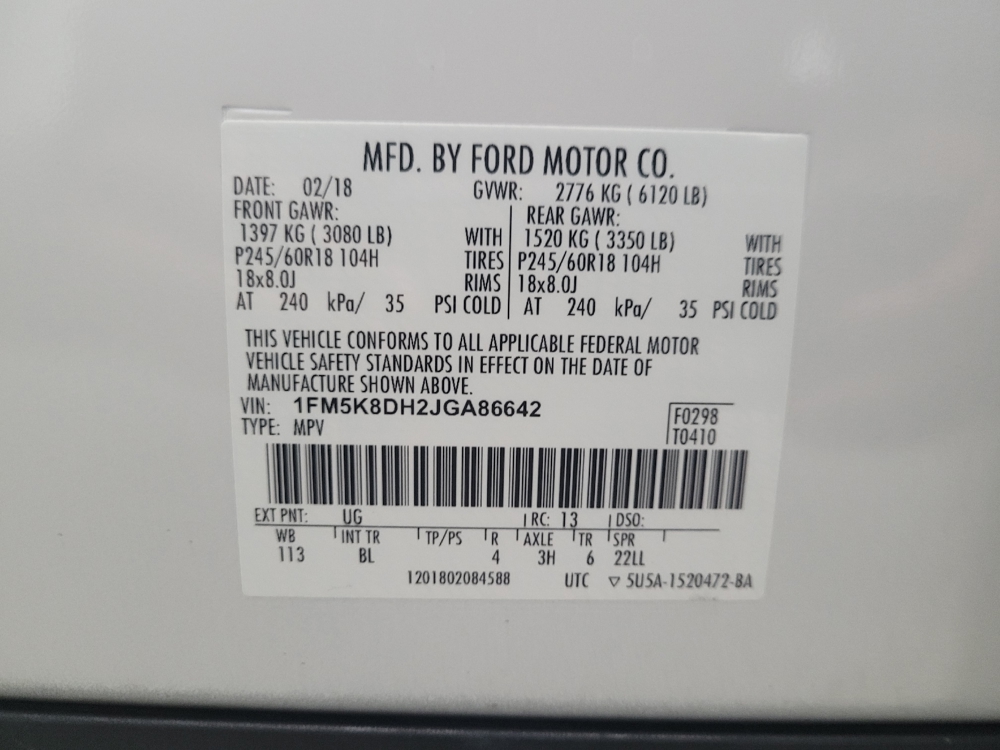 MFD. BY FORD MOTOR CO.
DATE: 02/18 GVWR: 2776 KG ( 6120 LB)
FRONT GAWR: REAR GAWR:
1397 KG ( 3080 LB) WITH 1520 KG ( 3350 LB) WITH
P245/60R18 104H TIRES P245/60R18 104H TIRES
18x8.0J RIMS 18x8.0J RIMS
AT 240 kPa/ 35 PSI COLD AT 240 kPa/ 35 PSI COLD
THIS VEHICLE CONFORMS TO ALL APPLICABLE FEDERAL MOTOR
VEHICLE SAFETY STANDARDS IN EFFECT ON THE DATE OF
MANUFACTURE SHOWN ABOVE.
VIN: 1FM5K8DH2JGA86642 F0298
TYPE: MPV T0410
EXT PNT: UG RC: 13 DSO:
WB INT TR TP/PS R AXLE TR SPR
113 BL 4 3H 6 22LL
1201802084588 UTC ▽ 5U5A-1520472-BA